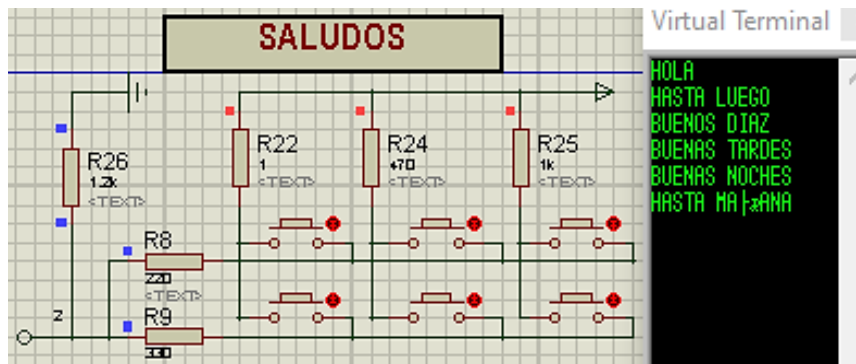 SALUDOS
Virtual Terminal
HOLA
HASTA LUEGO
BUENOS DIAZ
BUENAS TARDES
BUENAS NOCHES
HASTA MA├▒ANA
R26
1.2k
<TEXT>
R22
1
<TEXT>
R24
470
<TEXT>
R25
1k
<TEXT>
R8
220
<TEXT>
R9
330
2